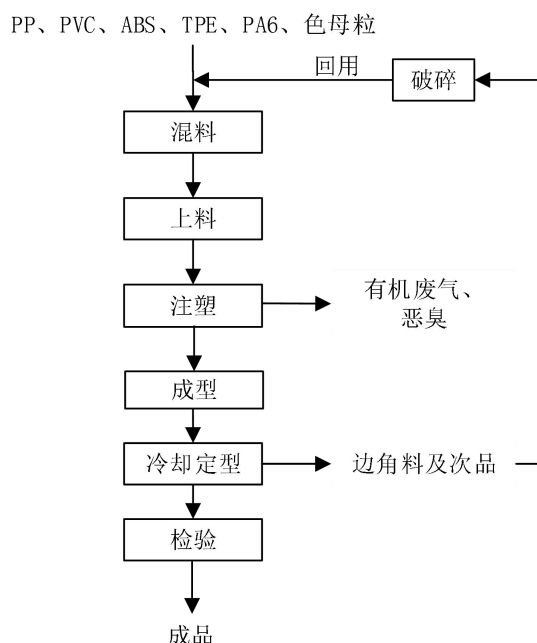 PP、PVC、ABS、TPE、PA6、色母粒
回用
破碎
混料
上料
注塑
有机废气、
恶臭
成型
冷却定型
边角料及次品
检验
成品